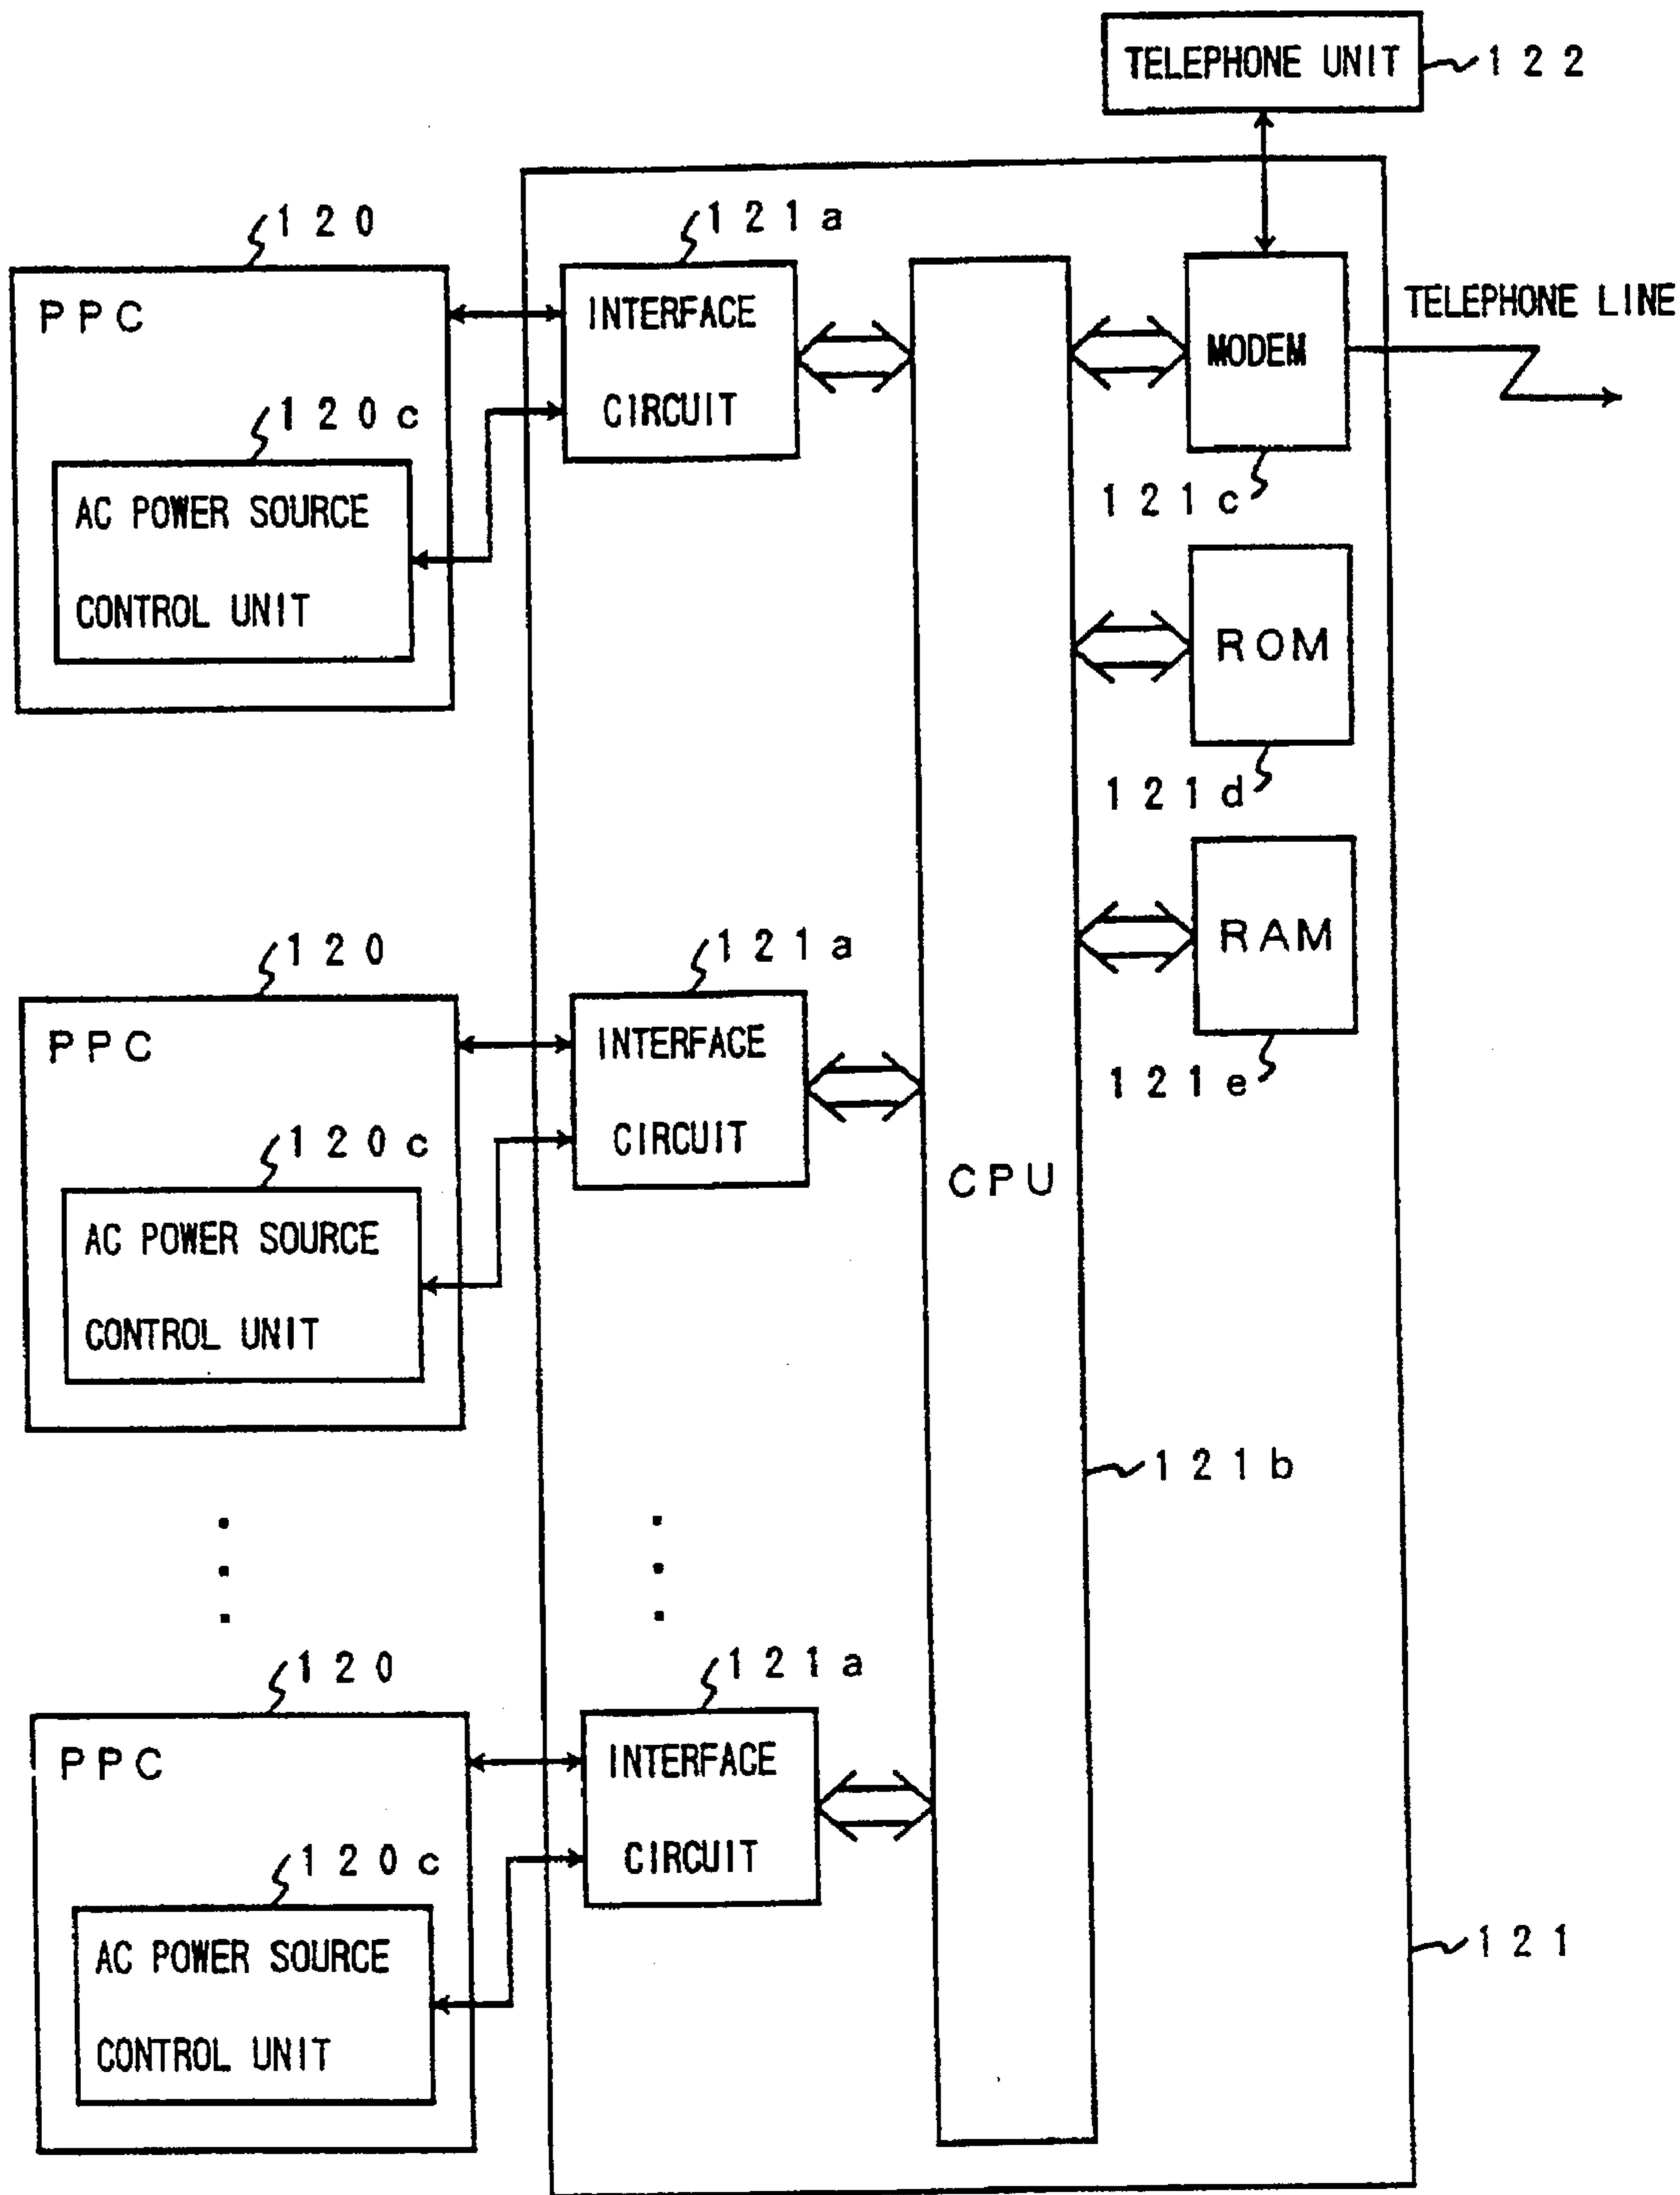 TELEPHONE UNIT
122
120
121a
PPC
INTERFACE
CIRCUIT
MODEM
TELEPHONE LINE
120c
AC POWER SOURCE
CONTROL UNIT
121c
ROM
121d
RAM
121e
120
121a
PPC
INTERFACE
CIRCUIT
120c
AC POWER SOURCE
CONTROL UNIT
CPU
121b
120
121a
PPC
INTERFACE
CIRCUIT
120c
AC POWER SOURCE
CONTROL UNIT
121